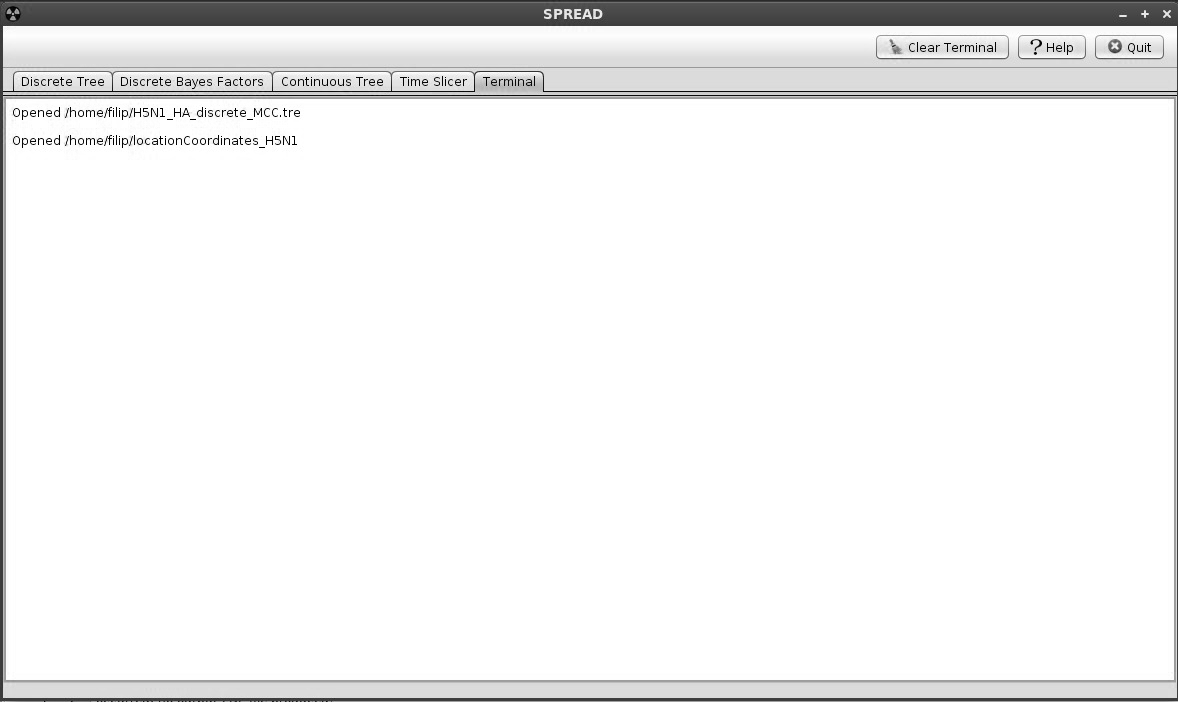 SPREAD
Clear Terminal
Help
Quit
Discrete Tree
Discrete Bayes Factors
Continuous Tree
Time Slicer
Terminal
Opened /home/filip/H5N1_HA_discrete_MCC.tre
Opened /home/filip/locationCoordinates_H5N1